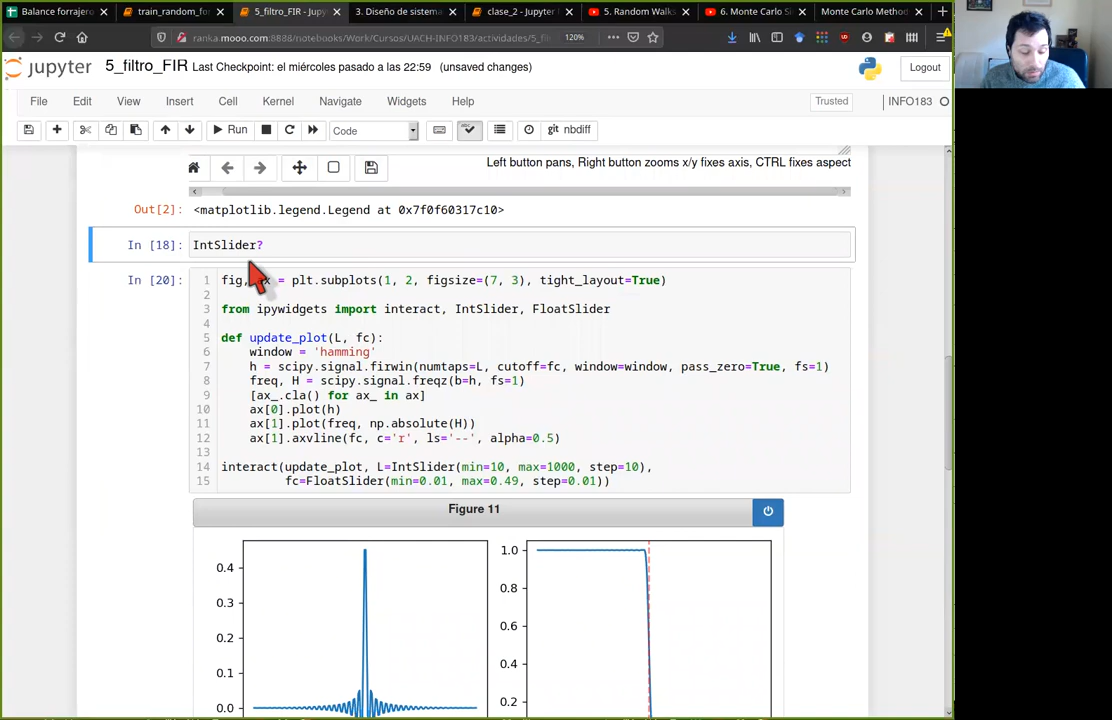 Balance forrajero
train_random_for
5_filtro_FIR - Jup
3. Diseño de sistema
clase_2 - Jupyter
5. Random Walks
6. Monte Carlo Si
Monte Carlo Method
ranka.mooo.com:8888/notebooks/Work/Cursos/UACH-INFO183/actividades/5_fil
120%
jupyter 5_filtro_FIR Last Checkpoint: el miércoles pasado a las 22:59 (unsaved changes)
Logout
File Edit View Insert Cell Kernel Navigate Widgets Help
Trusted
INFO183
Run
Code
git nbdiff
Left button pans, Right button zooms x/y fixes axis, CTRL fixes aspect
Out[2]: <matplotlib.legend.Legend at 0x7f0f60317c10>
In [18]: IntSlider?
In [20]: 1 fig, x = plt.subplots(1, 2, figsize=(7, 3), tight_layout=True)
2
3 from ipywidgets import interact, IntSlider, FloatSlider
4
5 def update_plot(L, fc):
6 window = 'hamming'
7 h = scipy.signal.firwin(numtaps=L, cutoff=fc, window=window, pass_zero=True, fs=1)
8 freq, H = scipy.signal.freqz(b=h, fs=1)
9 [ax_.cla() for ax_ in ax]
10 ax[0].plot(h)
11 ax[1].plot(freq, np.absolute(H))
12 ax[1].axvline(fc, c='r', ls='--', alpha=0.5)
13
14 interact(update_plot, L=IntSlider(min=10, max=1000, step=10),
15 fc=FloatSlider(min=0.01, max=0.49, step=0.01))
Figure 11
0.4
0.3
0.2
0.1
0.0
1.0
0.8
0.6
0.4
0.2